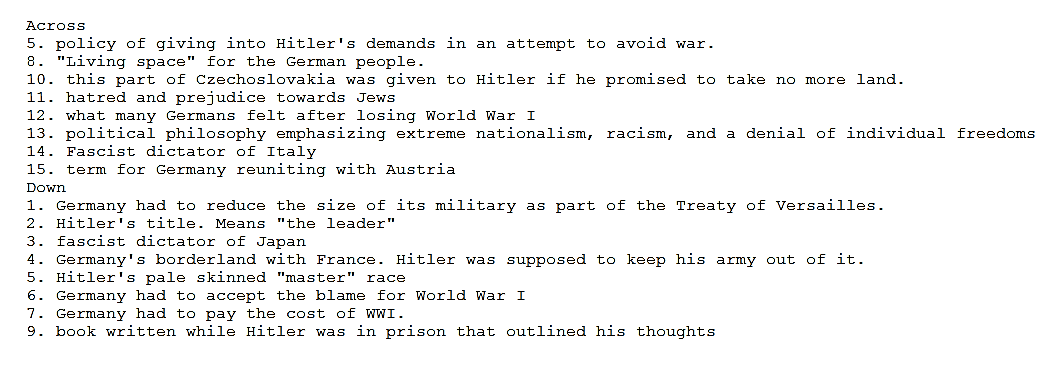 Across
5. policy of giving into Hitler's demands in an attempt to avoid war.
8. "Living space" for the German people.
10. this part of Czechoslovakia was given to Hitler if he promised to take no more land.
11. hatred and prejudice towards Jews
12. what many Germans felt after losing World War I
13. political philosophy emphasizing extreme nationalism, racism, and a denial of individual freedoms
14. Fascist dictator of Italy
15. term for Germany reuniting with Austria
Down
1. Germany had to reduce the size of its military as part of the Treaty of Versailles.
2. Hitler's title. Means "the leader"
3. fascist dictator of Japan
4. Germany's borderland with France. Hitler was supposed to keep his army out of it.
5. Hitler's pale skinned "master" race
6. Germany had to accept the blame for World War I
7. Germany had to pay the cost of WWI.
9. book written while Hitler was in prison that outlined his thoughts